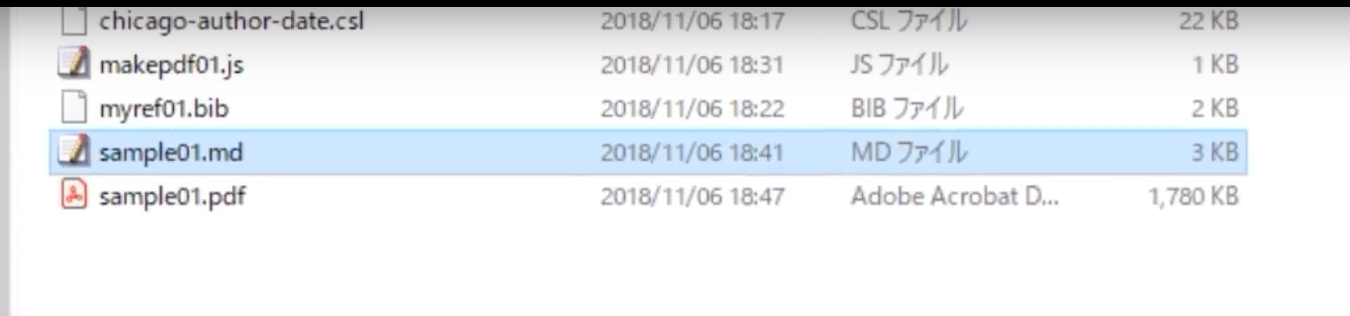 chicago-author-date.csl 2018/11/06 18:17 CSL ファイル 22 KB
makepdf01.js 2018/11/06 18:31 JS ファイル 1 KB
myref01.bib 2018/11/06 18:22 BIB ファイル 2 KB
sample01.md 2018/11/06 18:41 MD ファイル 3 KB
sample01.pdf 2018/11/06 18:47 Adobe Acrobat D... 1,780 KB